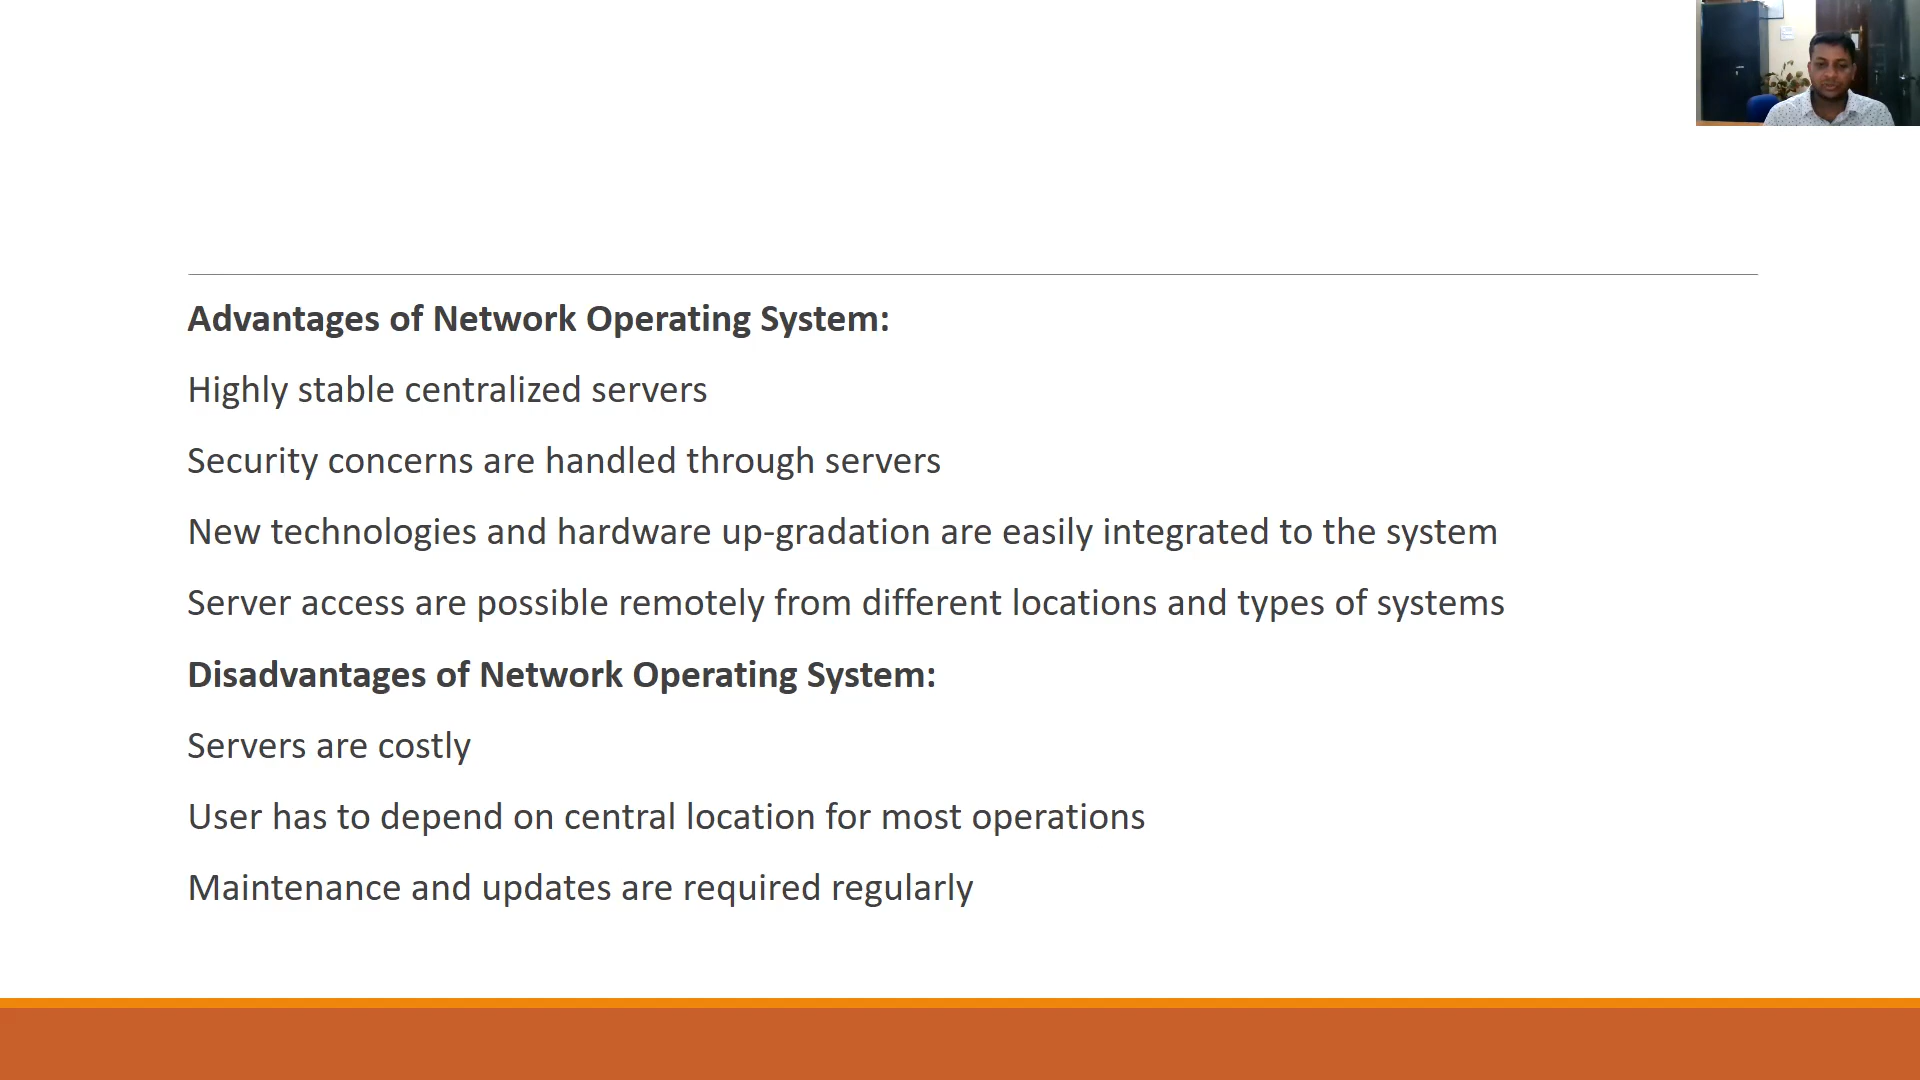 Advantages of Network Operating System:
Highly stable centralized servers
Security concerns are handled through servers
New technologies and hardware up-gradation are easily integrated to the system
Server access are possible remotely from different locations and types of systems
Disadvantages of Network Operating System:
Servers are costly
User has to depend on central location for most operations
Maintenance and updates are required regularly